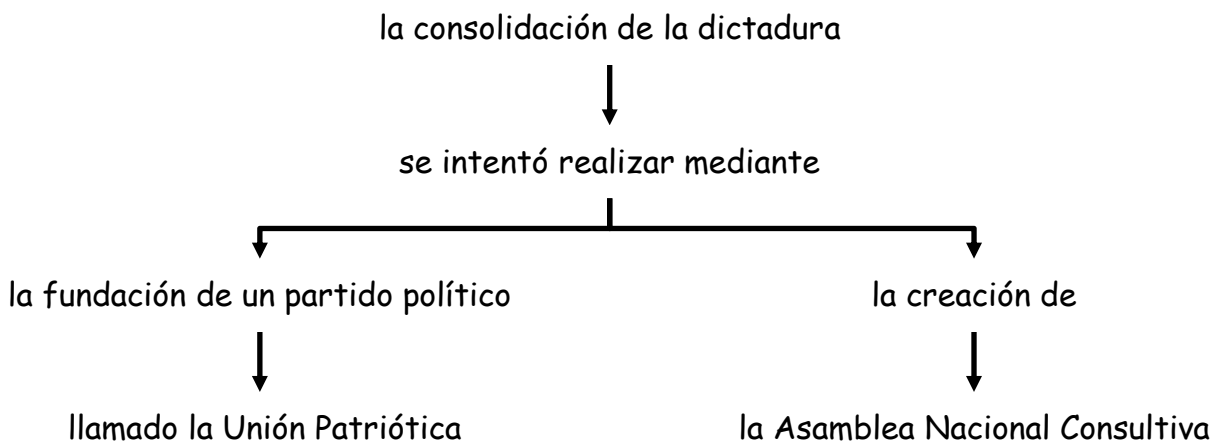 la consolidación de la dictadura
se intentó realizar mediante
la fundación de un partido político
la creación de
llamado la Unión Patriótica
la Asamblea Nacional Consultiva